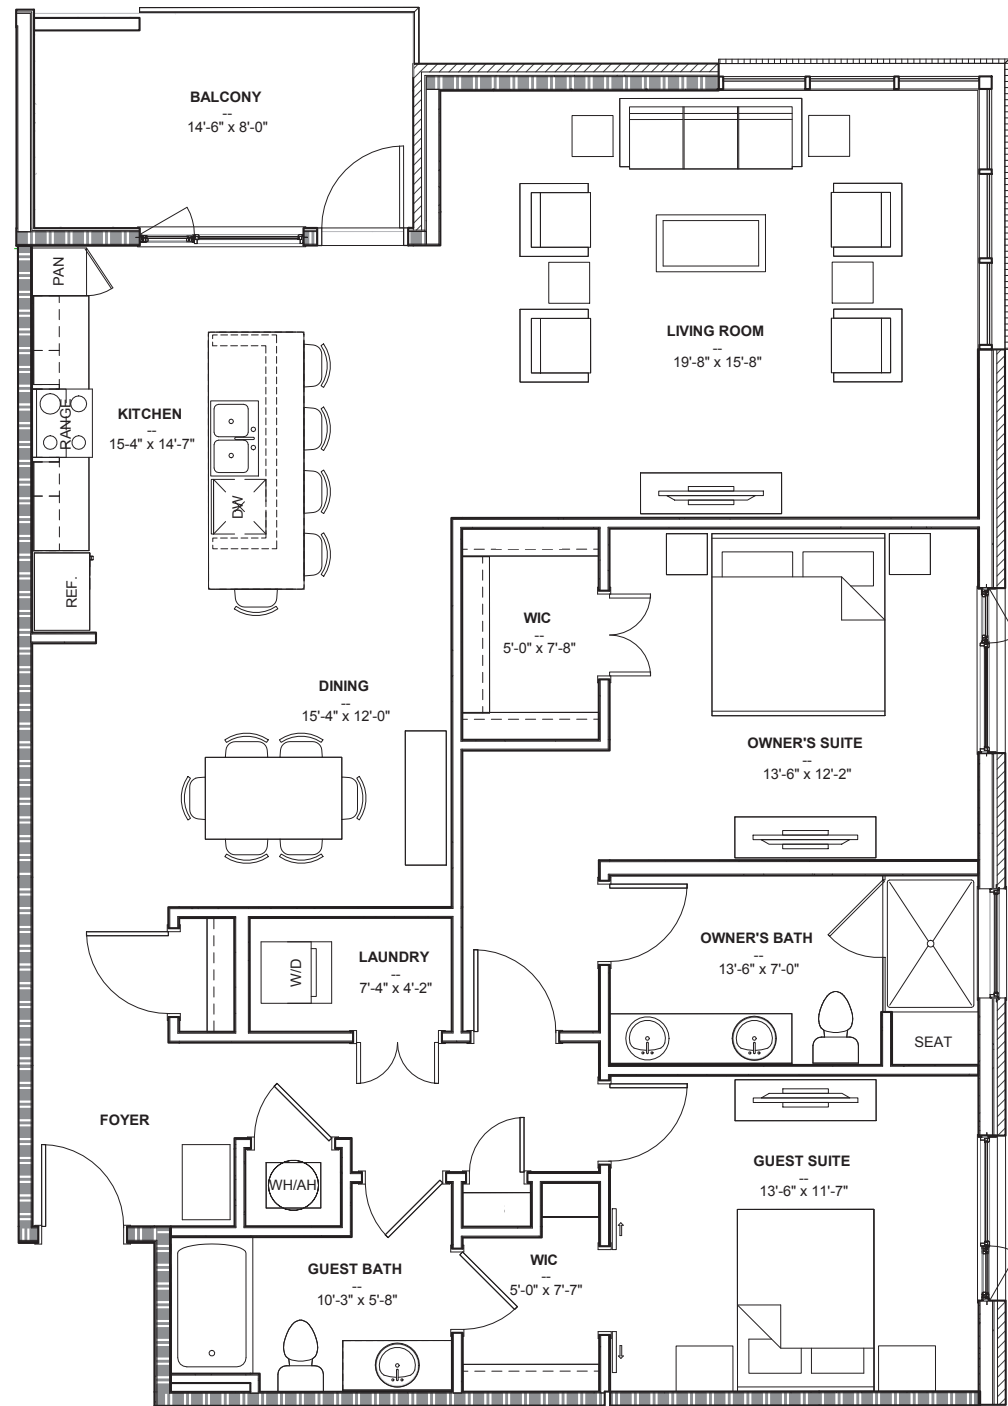 BALCONY
--
14'-6" x 8'-0"
PAN
LIVING ROOM
--
19'-8" x 15'-8"
RANGE
KITCHEN
--
15-4" x 14'-7"
DW
REF.
WIC
--
5'-0" x 7'-8"
DINING
--
15'-4" x 12'-0"
OWNER'S SUITE
--
13'-6" x 12'-2"
OWNER'S BATH
--
13'-6" x 7'-0"
W/D
LAUNDRY
--
7'-4" x 4'-2"
SEAT
FOYER
GUEST SUITE
--
13'-6" x 11'-7"
WH/AH
WIC
--
5'-0" x 7'-7"
GUEST BATH
--
10'-3" x 5'-8"